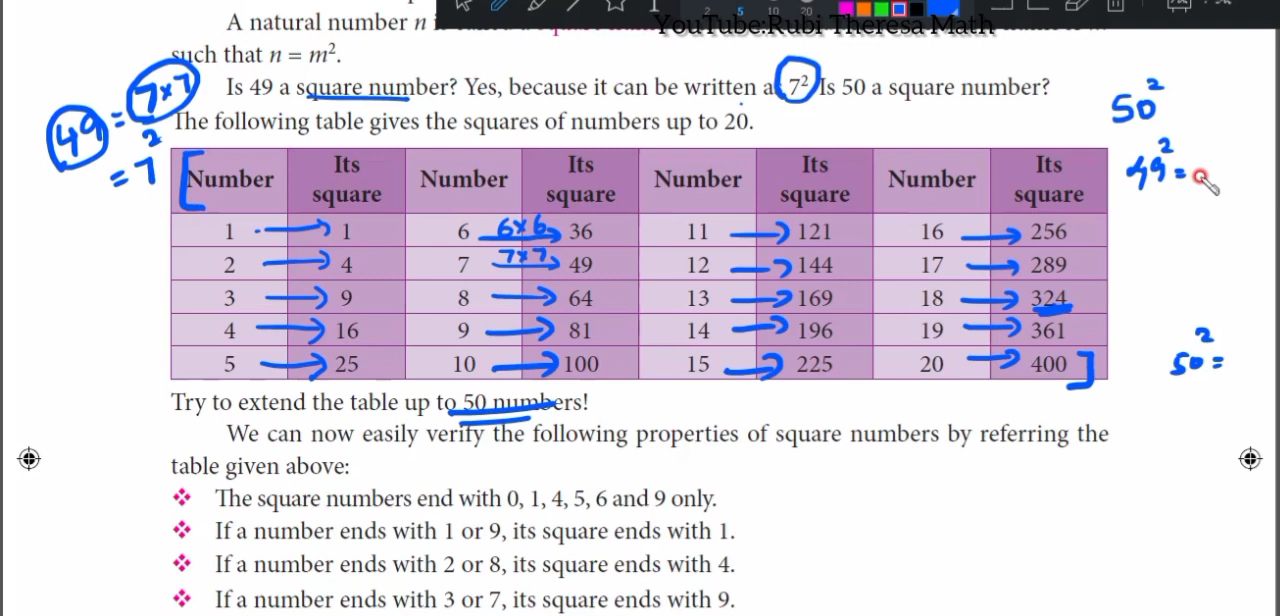 2 5 10 20
A natural number n
YouTube:Rubi Theresa Math
such that n = m².
Is 49 a square number? Yes, because it can be written as 7² Is 50 a square number?
The following table gives the squares of numbers up to 20.
49 = 7×7
= 7²
50²
49² =
Number Its square Number Its square Number Its square Number Its square
1 1 6 6×6 36 11 121 16 256
2 4 7 7×7 49 12 144 17 289
3 9 8 64 13 169 18 324
4 16 9 81 14 196 19 361
5 25 10 100 15 225 20 400
50² =
Try to extend the table up to 50 numbers!
We can now easily verify the following properties of square numbers by referring the
table given above:
The square numbers end with 0, 1, 4, 5, 6 and 9 only.
If a number ends with 1 or 9, its square ends with 1.
If a number ends with 2 or 8, its square ends with 4.
If a number ends with 3 or 7, its square ends with 9.